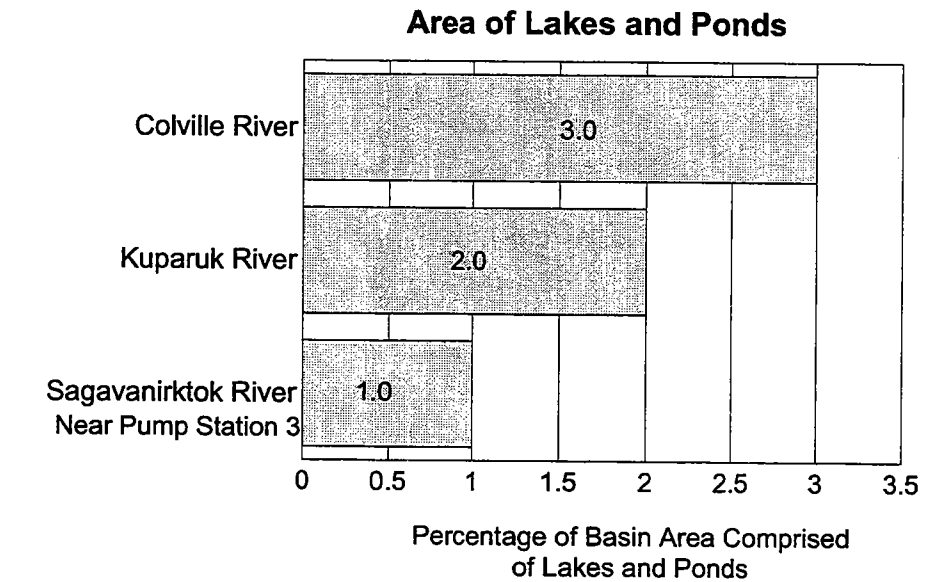 Area of Lakes and Ponds
Colville River
3.0
Kuparuk River
2.0
Sagavanirktok River
Near Pump Station 3
1.0
0 0.5 1 1.5 2 2.5 3 3.5
Percentage of Basin Area Comprised
of Lakes and Ponds